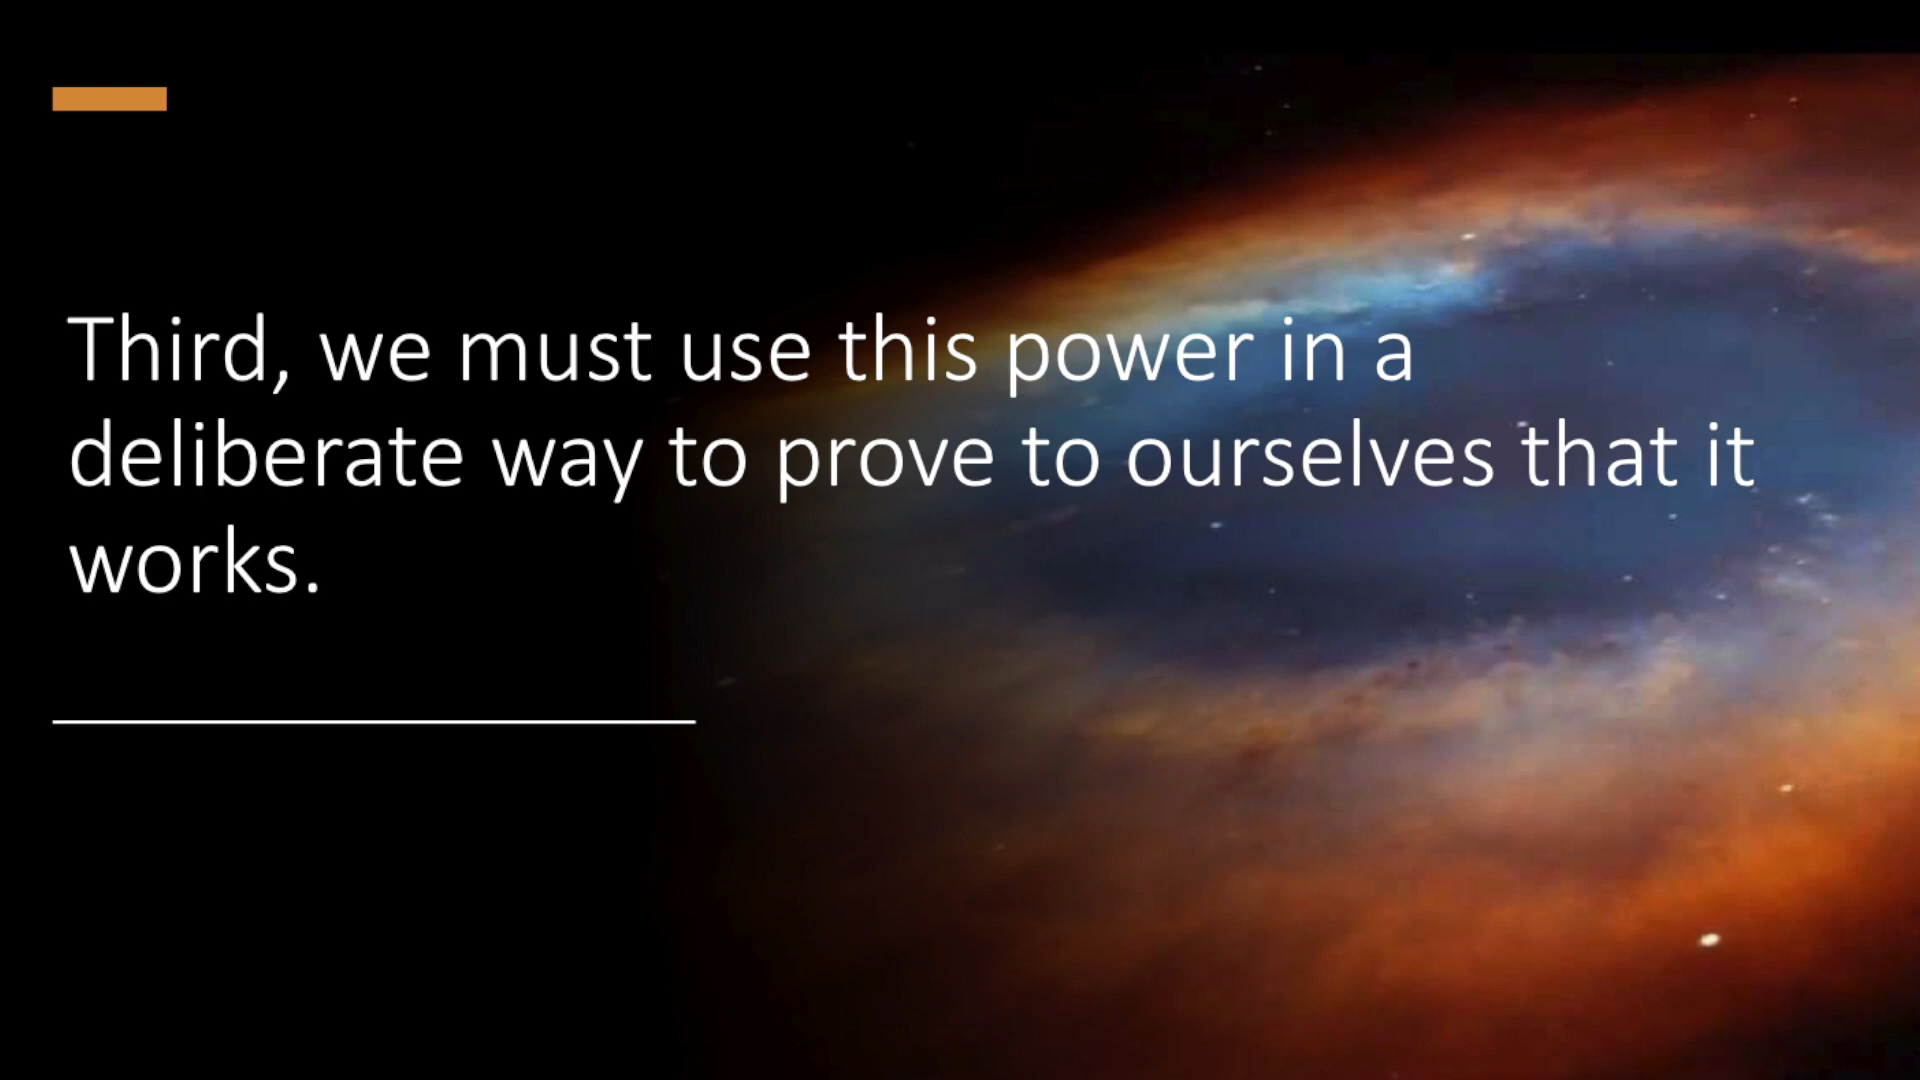 Third, we must use this power in a
deliberate way to prove to ourselves that it
works.